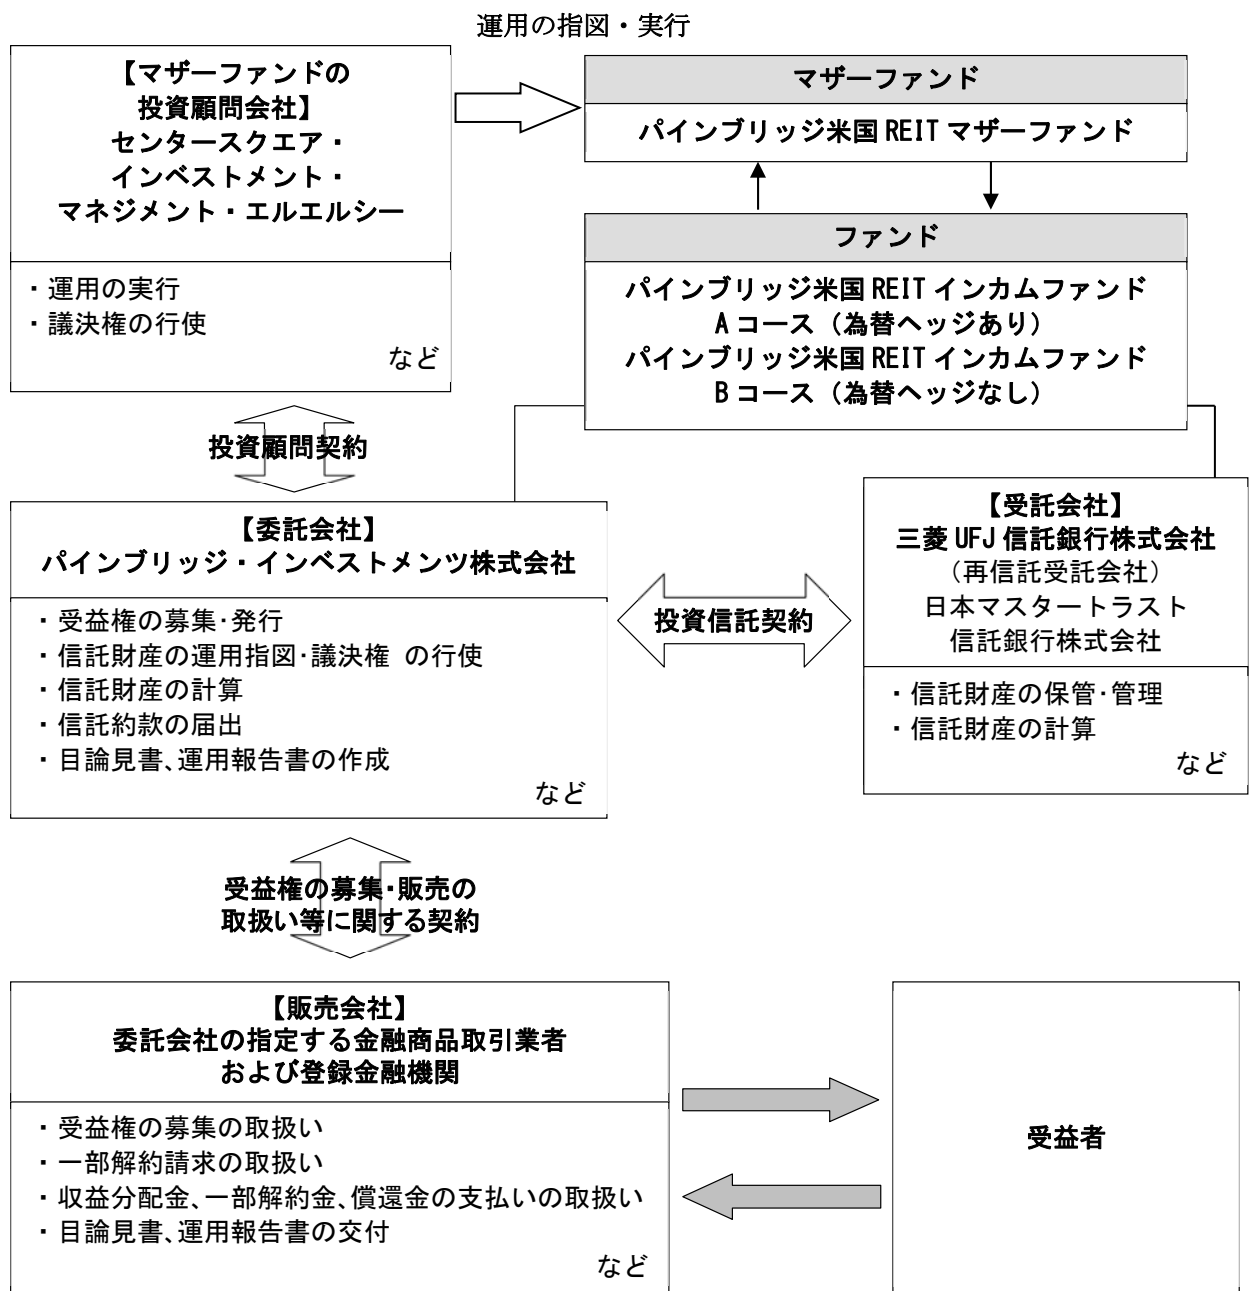 運用の指図・実行
【マザーファンドの
投資顧問会社】
センタースクエア・
インベストメント・
マネジメント・エルエルシー
・運用の実行
・議決権の行使
など
マザーファンド
パインブリッジ米国 REIT マザーファンド
ファンド
パインブリッジ米国 REIT インカムファンド
A コース（為替ヘッジあり）
パインブリッジ米国 REIT インカムファンド
B コース（為替ヘッジなし）
投資顧問契約
【委託会社】
パインブリッジ・インベストメンツ株式会社
・受益権の募集・発行
・信託財産の運用指図・議決権 の行使
・信託財産の計算
・信託約款の届出
・目論見書、運用報告書の作成
など
投資信託契約
【受託会社】
三菱 UFJ 信託銀行株式会社
（再信託受託会社）
日本マスタートラスト
信託銀行株式会社
・信託財産の保管・管理
・信託財産の計算
など
受益権の募集・販売の
取扱い等に関する契約
【販売会社】
委託会社の指定する金融商品取引業者
および登録金融機関
・受益権の募集の取扱い
・一部解約請求の取扱い
・収益分配金、一部解約金、償還金の支払いの取扱い
・目論見書、運用報告書の交付
など
受益者